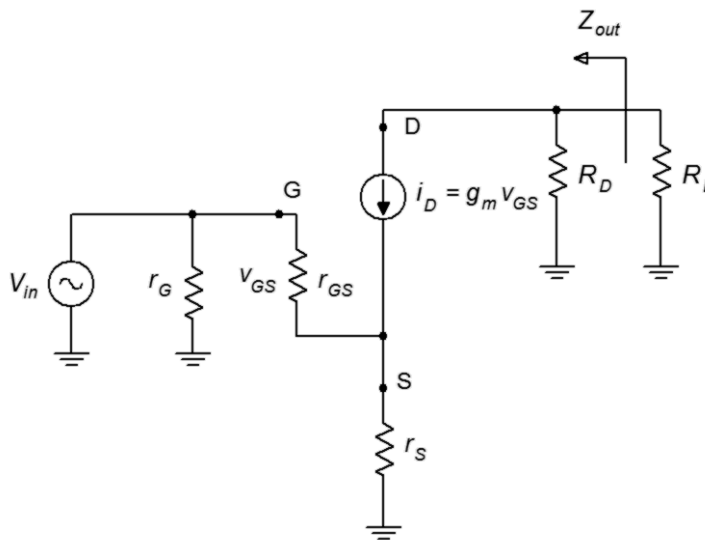 Z_out
D
G
i_D = g_m v_GS
R_D
V_in
r_G
v_GS
r_GS
S
r_S